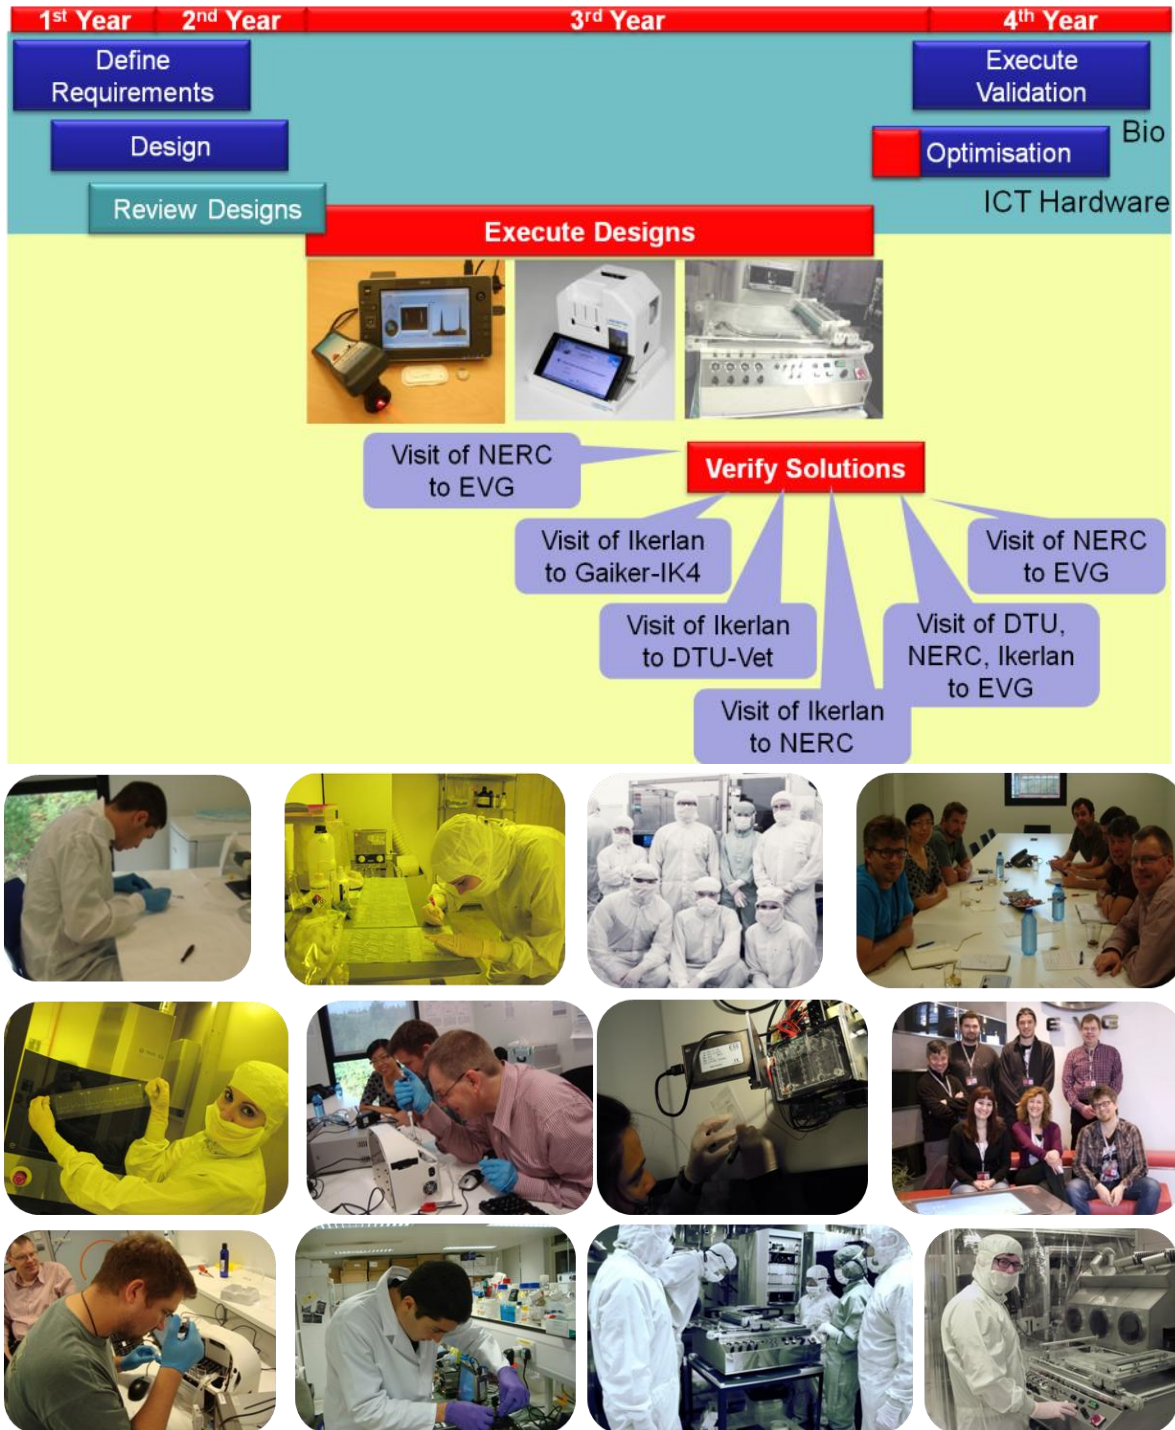 1st Year
2nd Year
3rd Year
4th Year
Define
Requirements
Execute
Validation
Design
Bio
Optimisation
Review Designs
ICT Hardware
Execute Designs
Visit of NERC
to EVG
Verify Solutions
Visit of Ikerlan
to Gaiker-IK4
Visit of NERC
to EVG
Visit of Ikerlan
to DTU-Vet
Visit of DTU,
NERC, Ikerlan
to EVG
Visit of Ikerlan
to NERC
EVG